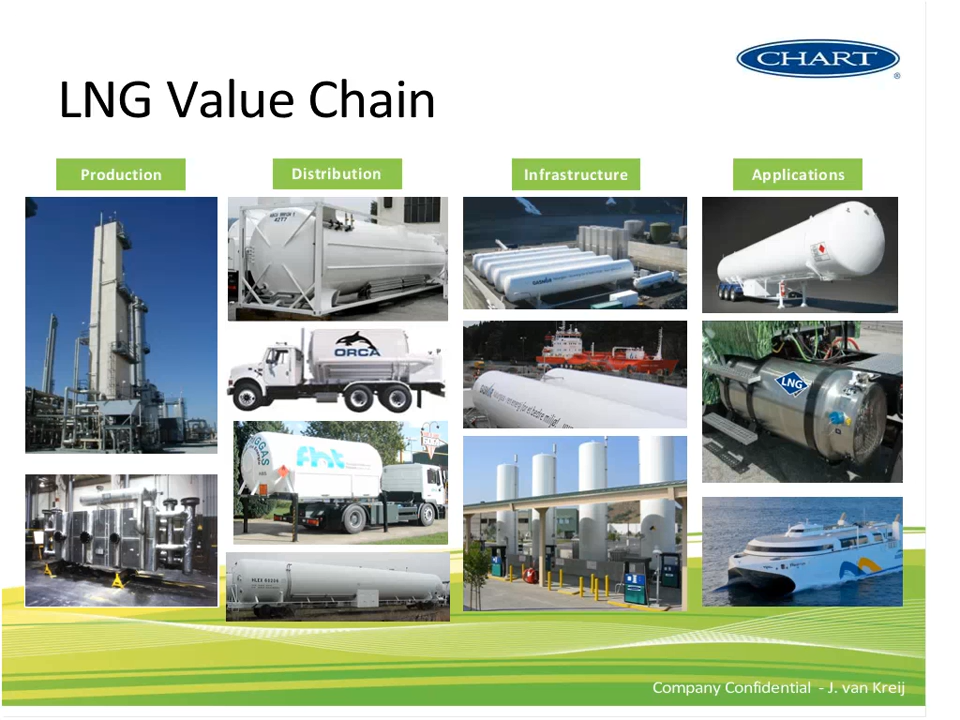 CHART
®
LNG Value Chain
Production
Distribution
Infrastructure
Applications
ORCA
LNG
fht
Company Confidential - J. van Kreij